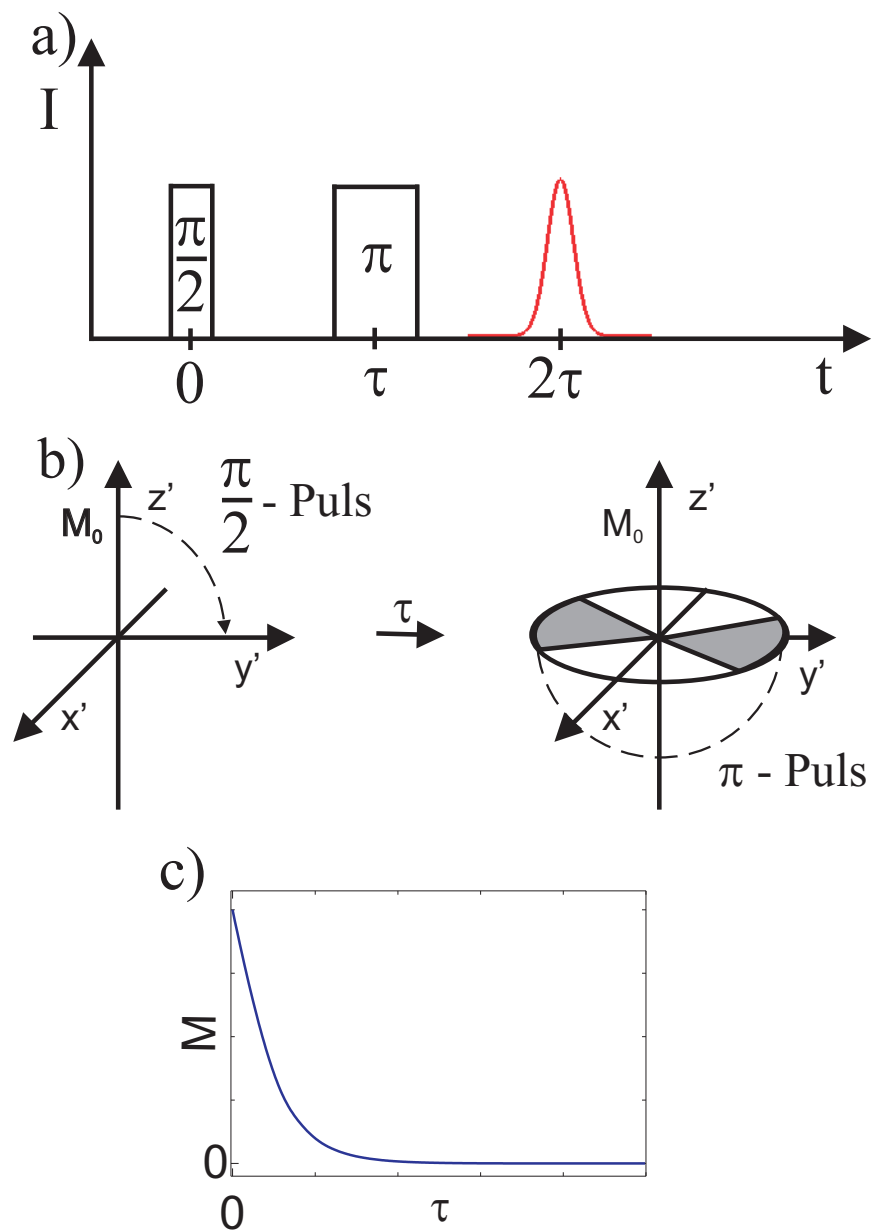 a)
I
π/2
π
0
τ
2τ
t
b)
M₀ z'
π/2 - Puls
y'
x'
τ
M₀ z'
y'
x'
π - Puls
c)
M
0
0
τ